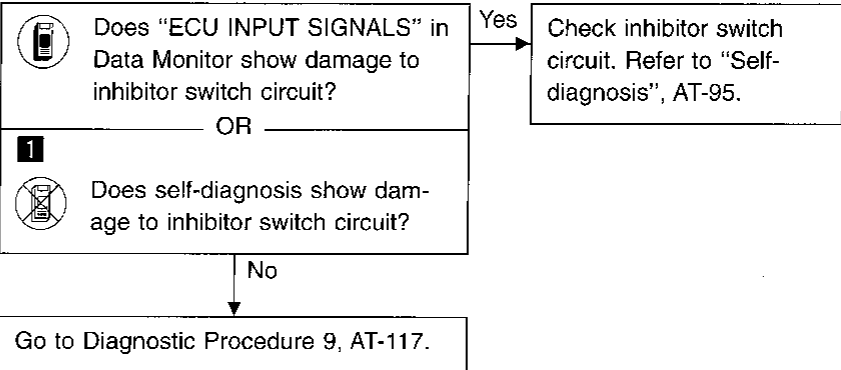 Does “ECU INPUT SIGNALS” in
Data Monitor show damage to
inhibitor switch circuit?
OR
1
Does self-diagnosis show dam-
age to inhibitor switch circuit?
Yes
Check inhibitor switch
circuit. Refer to “Self-
diagnosis”, AT-95.
No
Go to Diagnostic Procedure 9, AT-117.